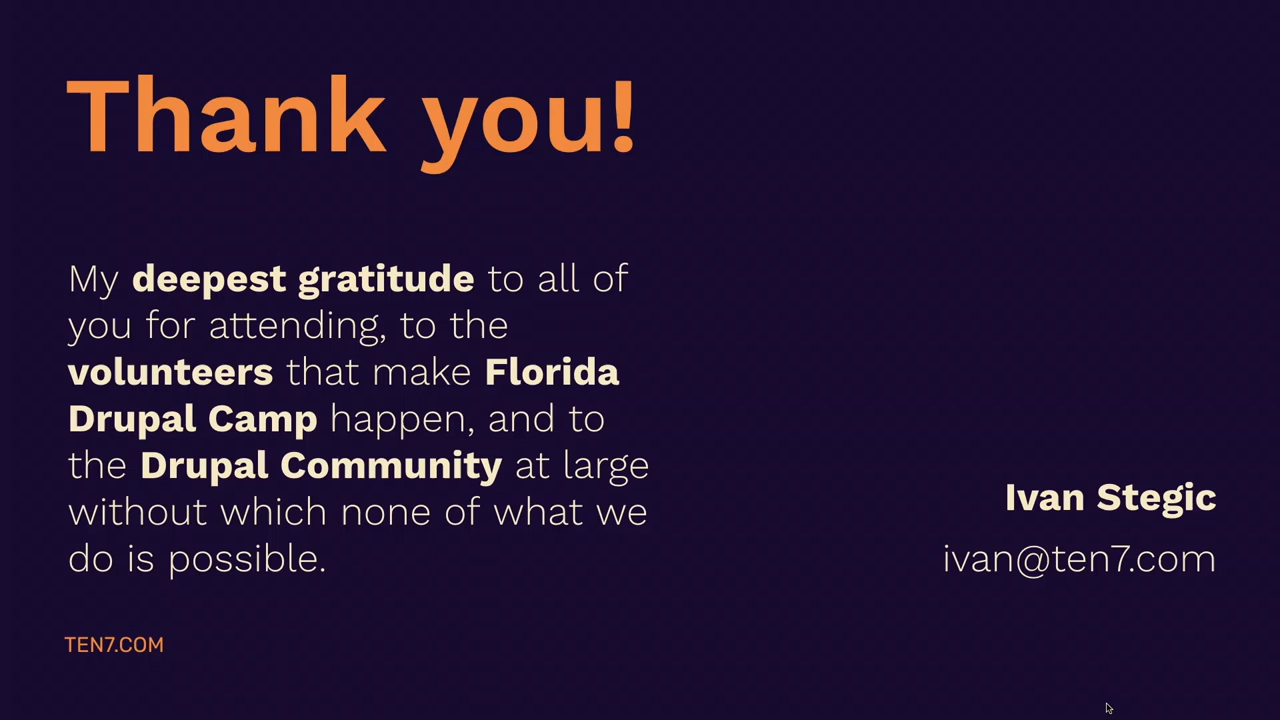 Thank you!
My deepest gratitude to all of
you for attending, to the
volunteers that make Florida
Drupal Camp happen, and to
the Drupal Community at large
without which none of what we
do is possible.
Ivan Stegic
ivan@ten7.com
TEN7.COM